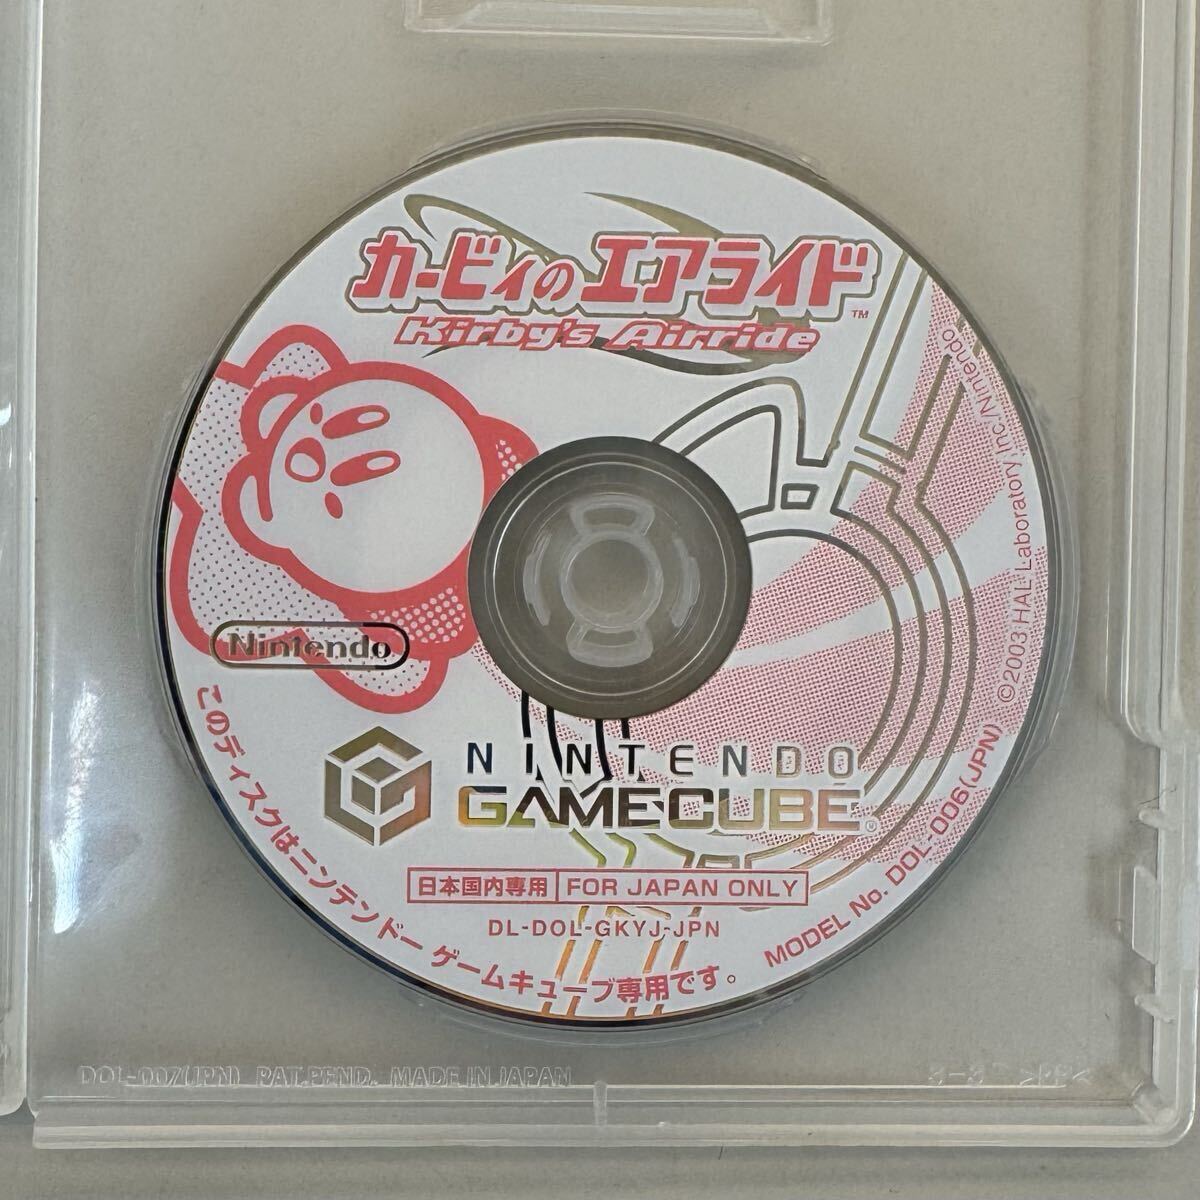 カービィのエアライド™
Kirby's Airride
Nintendo
NINTENDO
GAMECUBE®
日本国内専用 FOR JAPAN ONLY
DL-DOL-GKYJ-JPN
このディスクはニンテンドー ゲームキューブ専用です。
MODEL No. DOL-006(JPN) ©2003 HAL Laboratory, Inc./Nintendo
DOL-007(JPN) PAT.PEND. MADE IN JAPAN
>PP<